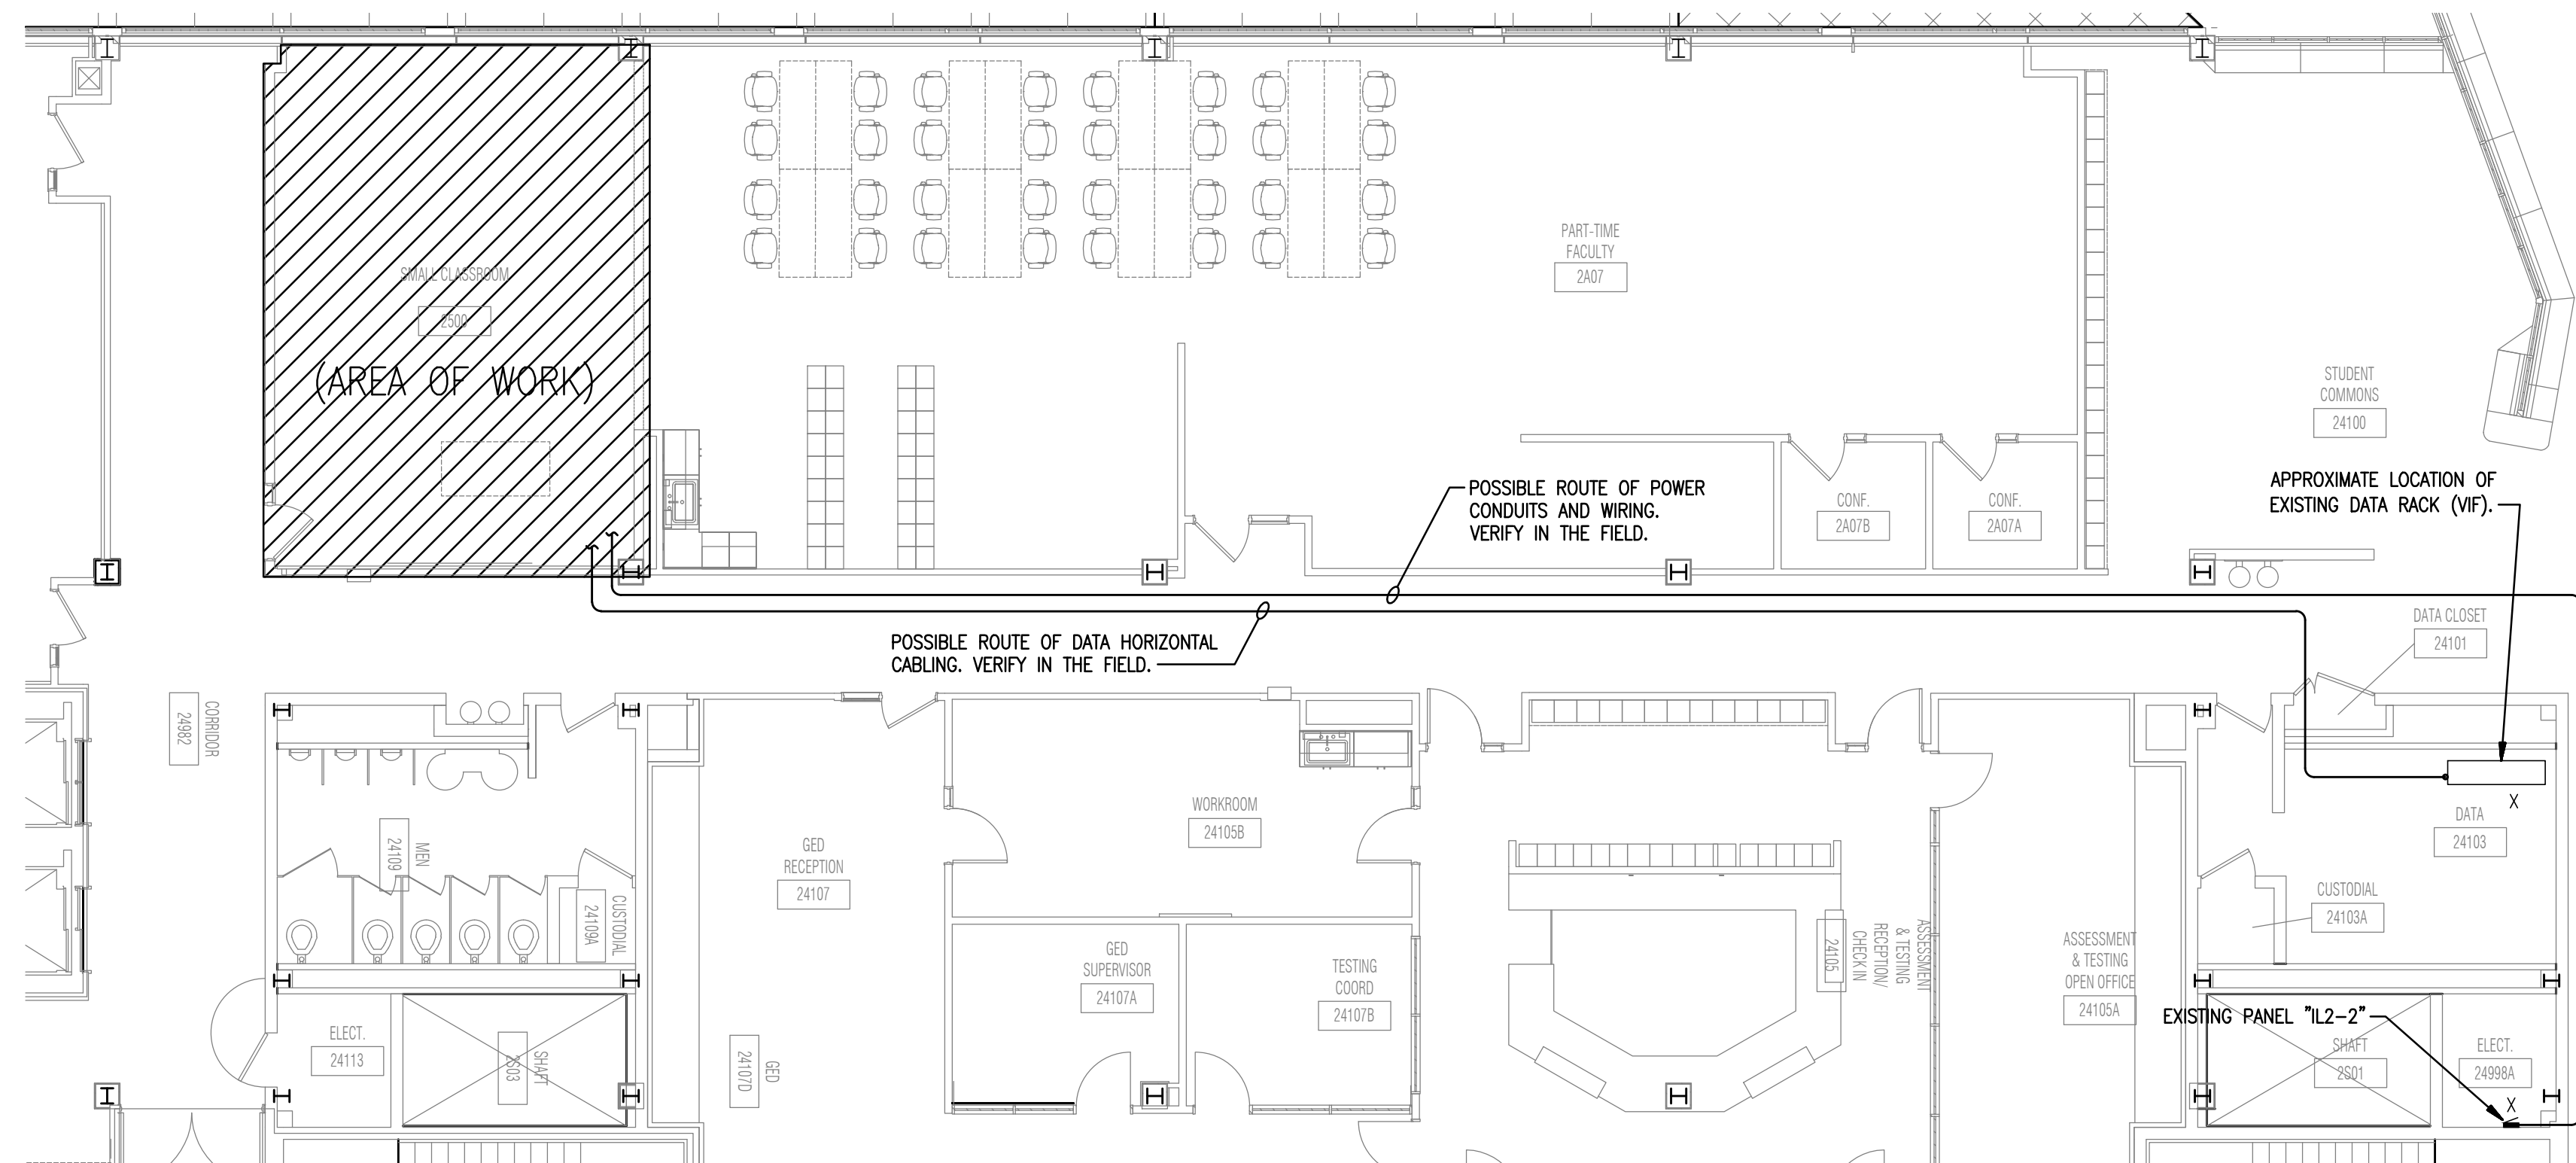 SMALL CLASSROOM
2500
(AREA OF WORK)
PART-TIME
FACULTY
2A07
STUDENT
COMMONS
24100
POSSIBLE ROUTE OF POWER
CONDUITS AND WIRING.
VERIFY IN THE FIELD.
CONF.
2A07B
CONF.
2A07A
APPROXIMATE LOCATION OF
EXISTING DATA RACK (VIF).
POSSIBLE ROUTE OF DATA HORIZONTAL
CABLING. VERIFY IN THE FIELD.
DATA CLOSET
24101
CORRIDOR
24982
MEN
24109
CUSTODIAL
24109A
GED
RECEPTION
24107
WORKROOM
24105B
DATA
24103
X
CUSTODIAL
24103A
GED
SUPERVISOR
24107A
TESTING
COORD
24107B
ASSESSMENT
& TESTING
RECEPTION/
CHECK IN
24105
ASSESSMENT
& TESTING
OPEN OFFICE
24105A
EXISTING PANEL "IL2-2"
ELECT.
24113
SHAFT
2S03
GED
24107D
SHAFT
2S01
ELECT.
24998A
X